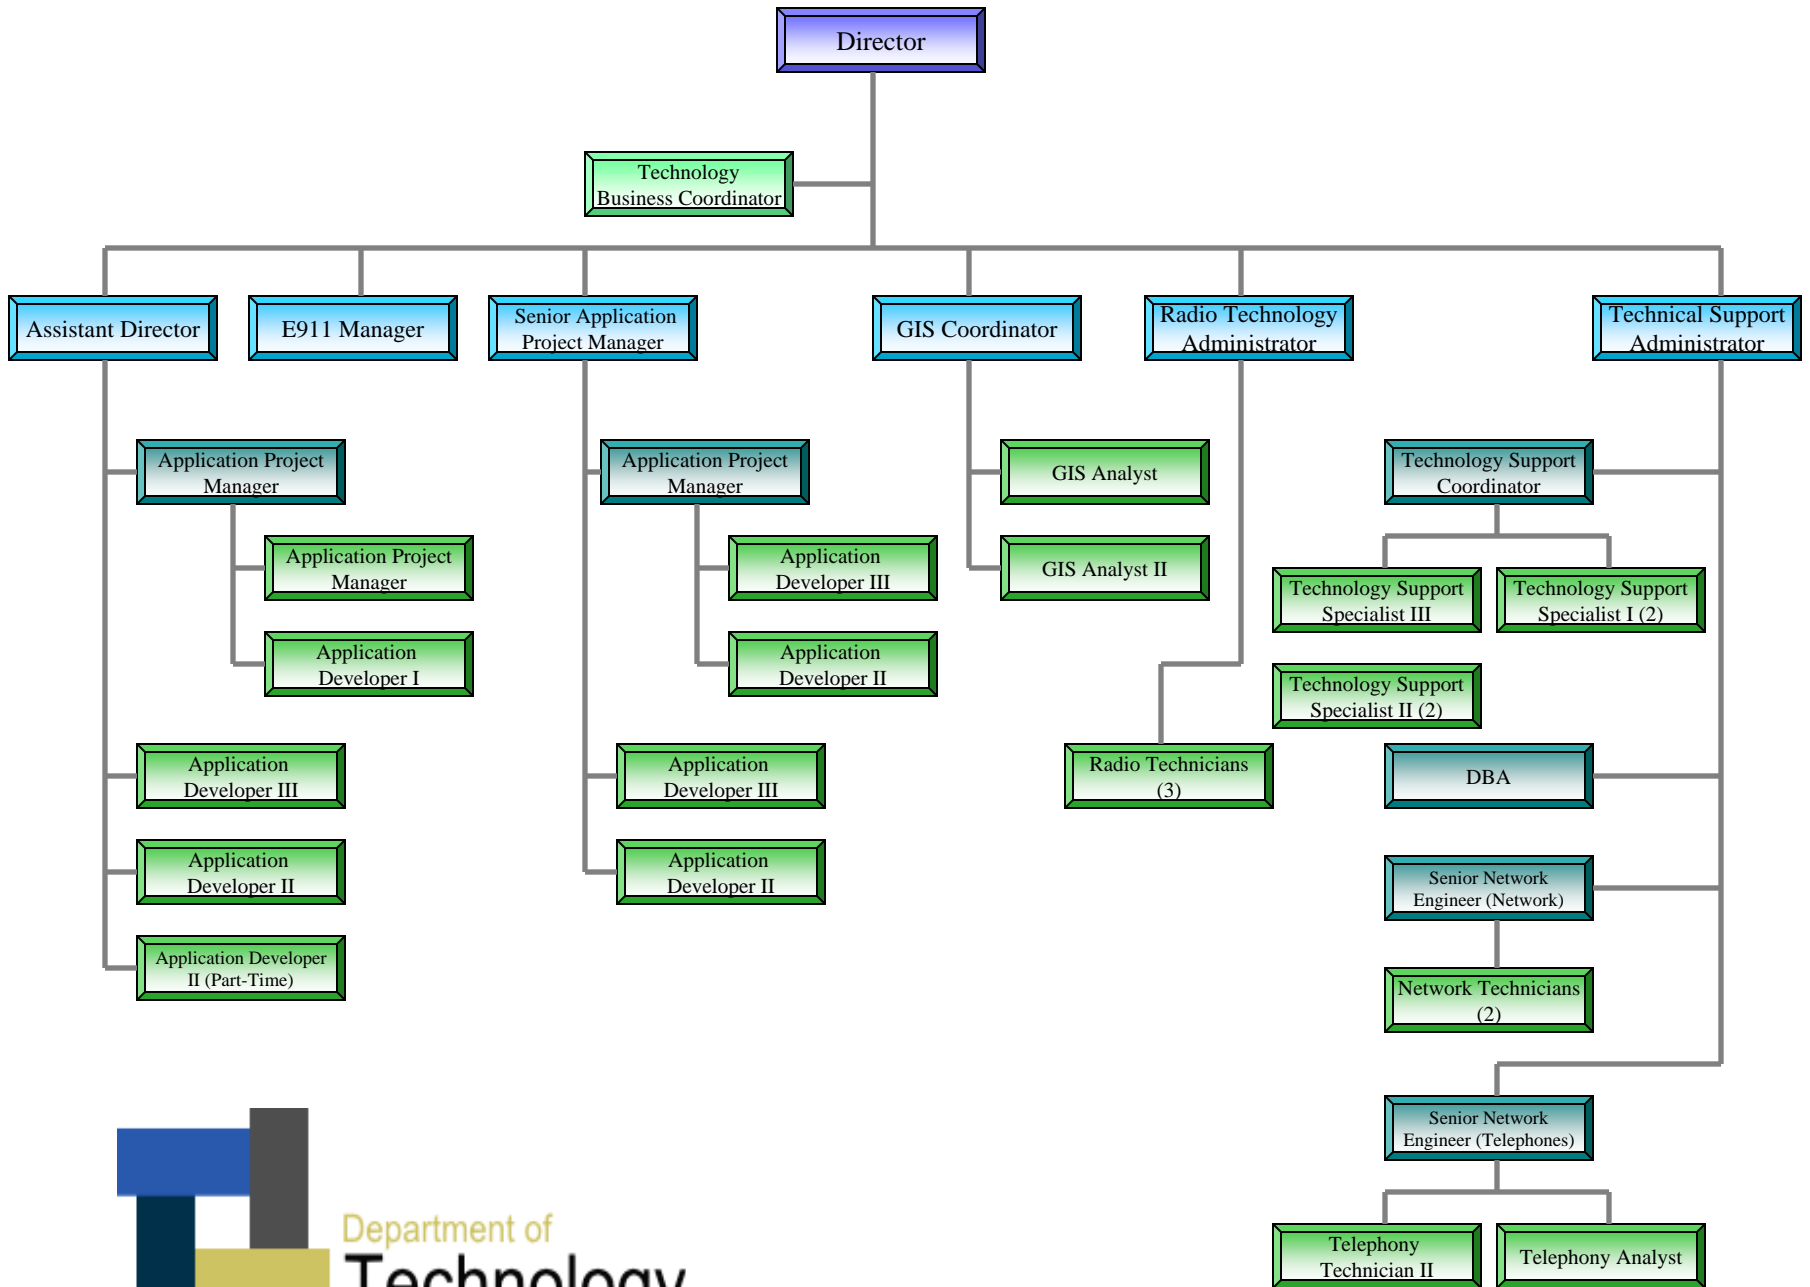 Director
Technology
Business Coordinator
Assistant Director
E911 Manager
Senior Application
Project Manager
GIS Coordinator
Radio Technology
Administrator
Technical Support
Administrator
Application Project
Manager
Application Project
Manager
GIS Analyst
Technology Support
Coordinator
Application Project
Manager
Application
Developer III
GIS Analyst II
Technology Support
Specialist III
Technology Support
Specialist I (2)
Application
Developer I
Application
Developer II
Technology Support
Specialist II (2)
Application
Developer III
Application
Developer III
Radio Technicians
(3)
DBA
Application
Developer II
Application
Developer II
Senior Network
Engineer (Network)
Application Developer
II (Part-Time)
Network Technicians
(2)
Senior Network
Engineer (Telephones)
Department of
Technology
Telephony
Technician II
Telephony Analyst